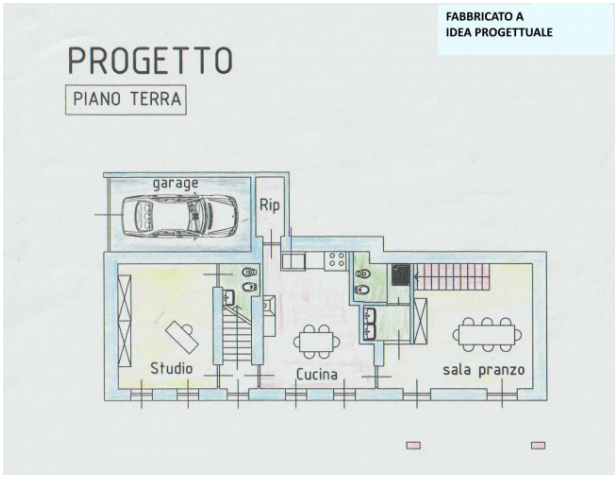 FABBRICATO A
IDEA PROGETTUALE
PROGETTO
PIANO TERRA
garage
Rip
Studio
Cucina
sala pranzo